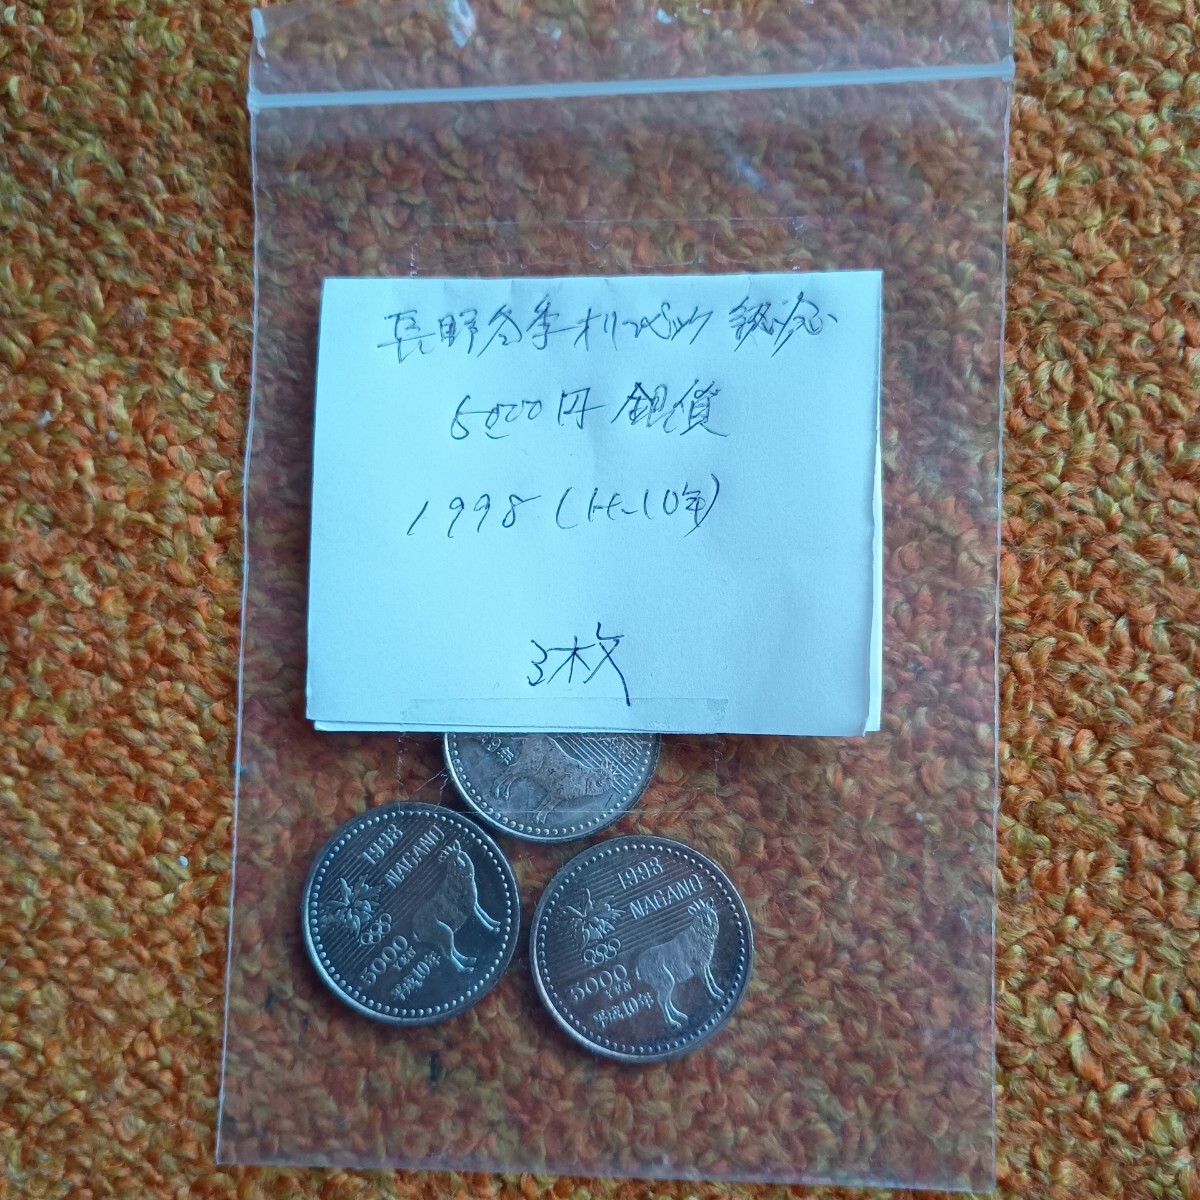 長野冬季オリンピック記念
5000円銀貨
1998(H-10年)
3枚
9年
1998
NAGANO
5000
YEN
平成10年
1998
NAGANO
5000
YEN
平成10年